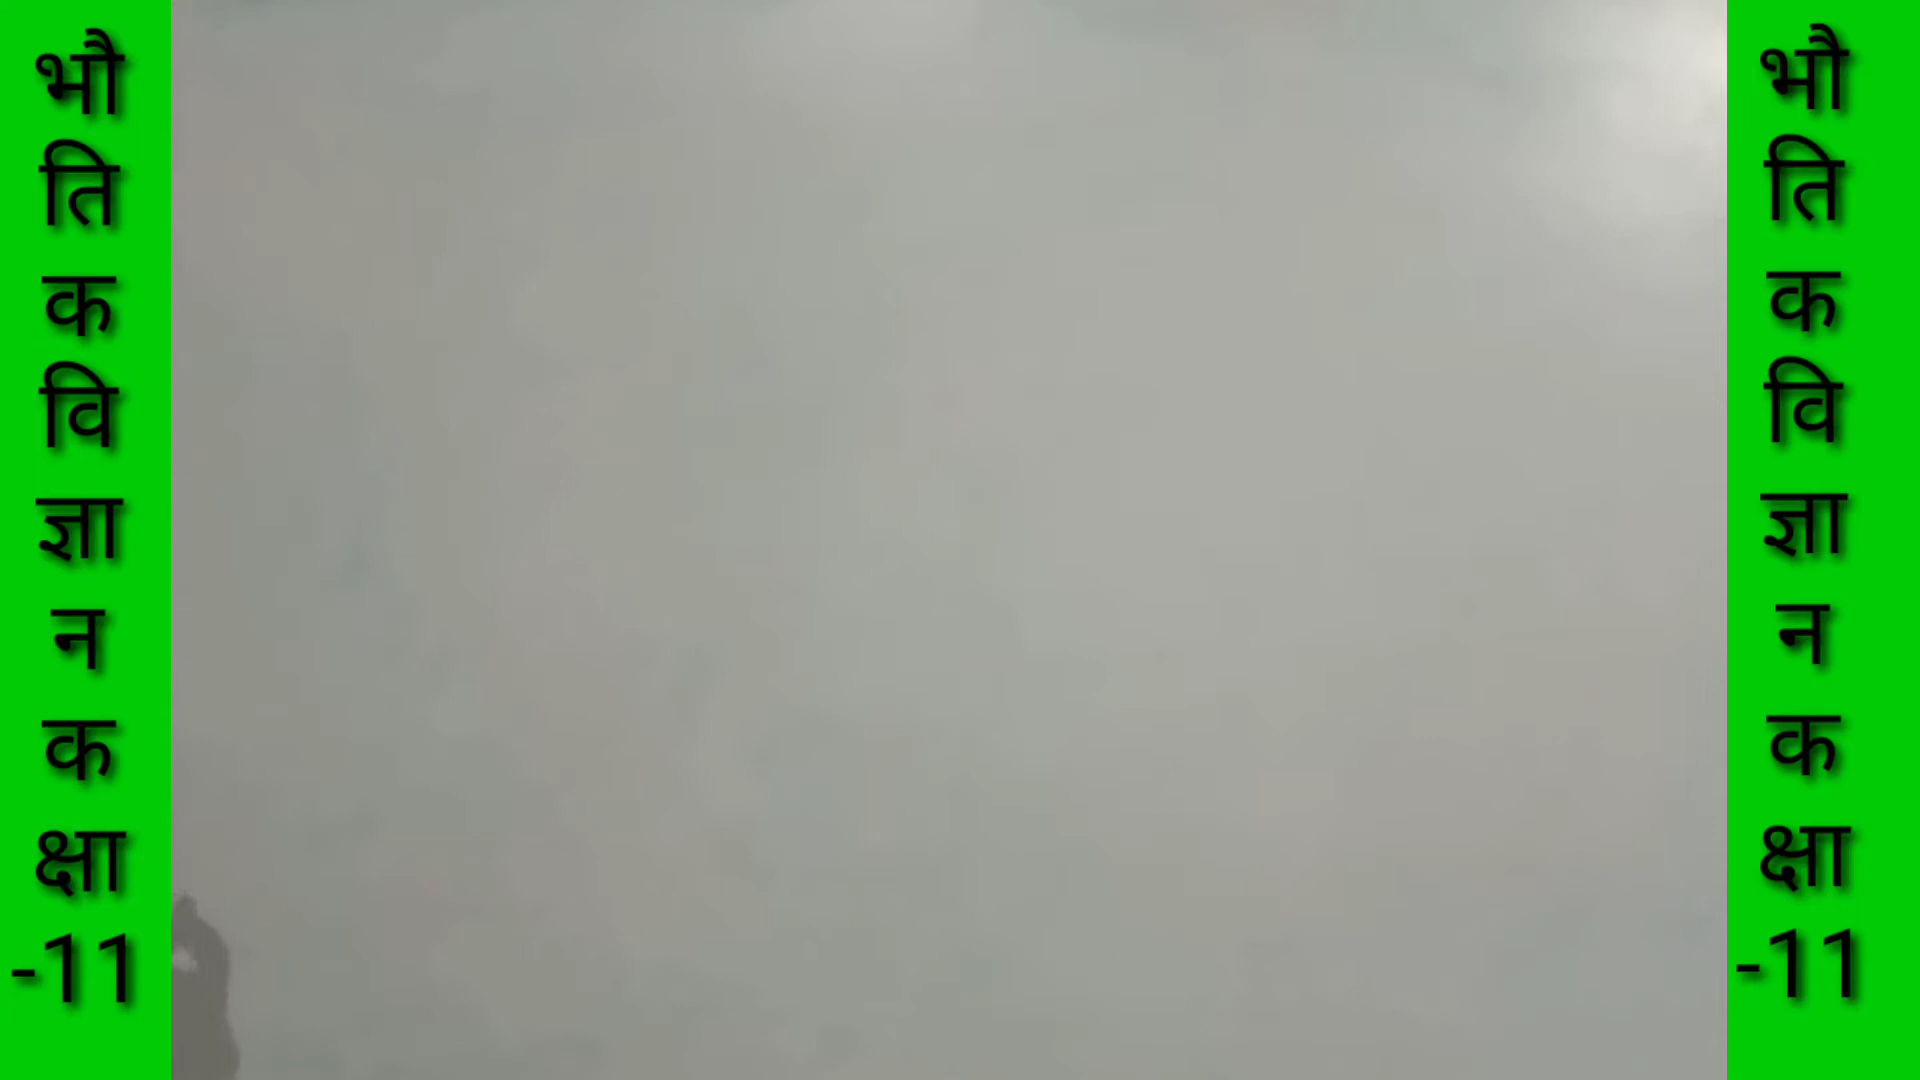 भौ
ति
क
वि
ज्ञा
न
क
क्षा
-11
भौ
ति
क
वि
ज्ञा
न
क
क्षा
-11